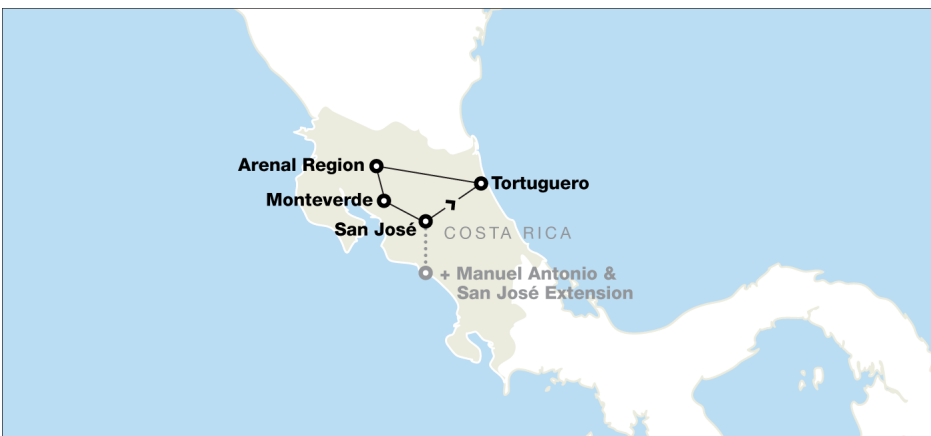 Arenal Region
Tortuguero
Monteverde
San José
COSTA RICA
+ Manuel Antonio &
San José Extension